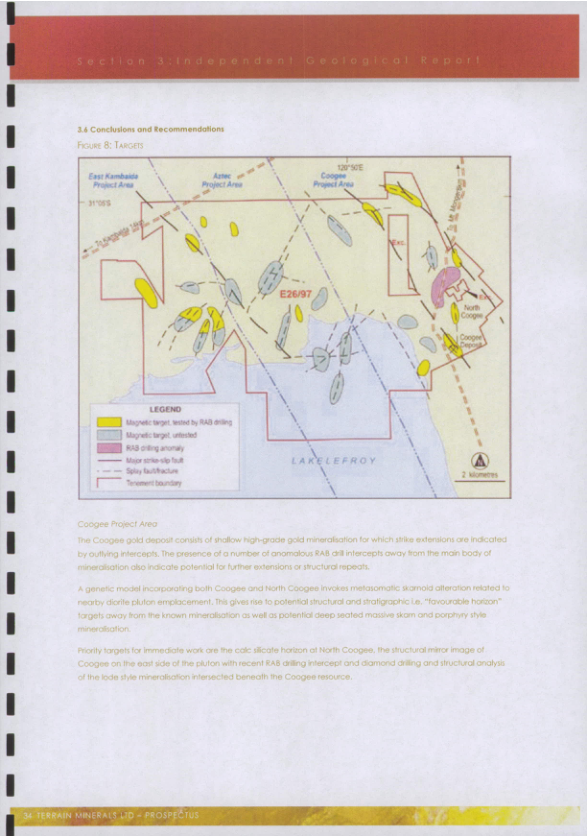 Section 3:Independent Geological Report
3.6 Conclusions and Recommendations
FIGURE 8: TARGETS
East Kambalda
Project Area
Aztec
Project Area
Coogee
Project Area
31°05'S
To Kambalda
Exc.
E26/97
North
Coogee
Coogee
Deposit
LEGEND
Magnetic target, tested by RAB drilling
Magnetic target, untested
RAB drilling anomaly
Major strike-slip fault
Splay fault/fracture
Tenement boundary
LAKE LEFROY
2 kilometres
Coogee Project Area
The Coogee gold deposit consists of shallow high-grade gold mineralisation for which strike extensions are indicated
by outlying intercepts. The presence of a number of anomalous RAB drill intercepts away from the main body of
mineralisation also indicate potential for further extensions or structural repeats.
A genetic model incorporating both Coogee and North Coogee invokes metasomatic skarnoid alteration related to
nearby diorite pluton emplacement. This gives rise to potential structural and stratigraphic i.e. "favourable horizon"
targets away from the known mineralisation as well as potential deep seated massive skarn and porphyry style
mineralisation.
Priority targets for immediate work are the calc silicate horizon at North Coogee, the structural mirror image of
Coogee on the east side of the pluton with recent RAB drilling intercept and diamond drilling and structural analysis
of the lode style mineralisation intersected beneath the Coogee resource.
36 TERRAIN MINERALS LTD • PROSPECTUS